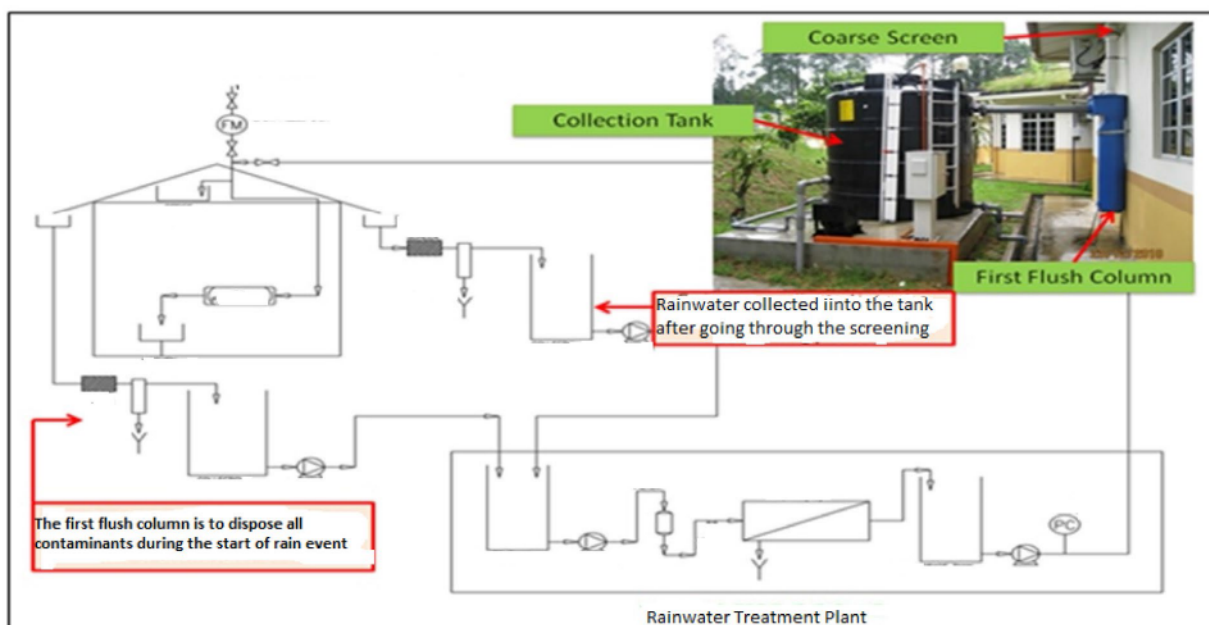 Coarse Screen
Collection Tank
First Flush Column
FM
Rainwater collected iinto the tank
after going through the screening
The first flush column is to dispose all
contaminants during the start of rain event
PC
Rainwater Treatment Plant